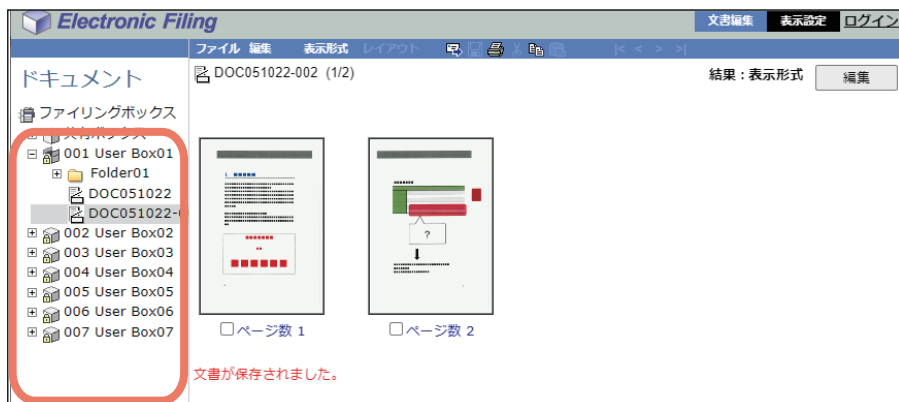 Electronic Filing
文書編集 表示設定 ログイン
ファイル 編集 表示形式 レイアウト |< < > >|
ドキュメント
DOC051022-002 (1/2)
結果：表示形式 編集
ファイリングボックス
001 User Box01
Folder01
DOC051022
DOC051022-
002 User Box02
003 User Box03
004 User Box04
005 User Box05
006 User Box06
007 User Box07
?
ページ数 1 ページ数 2
文書が保存されました。